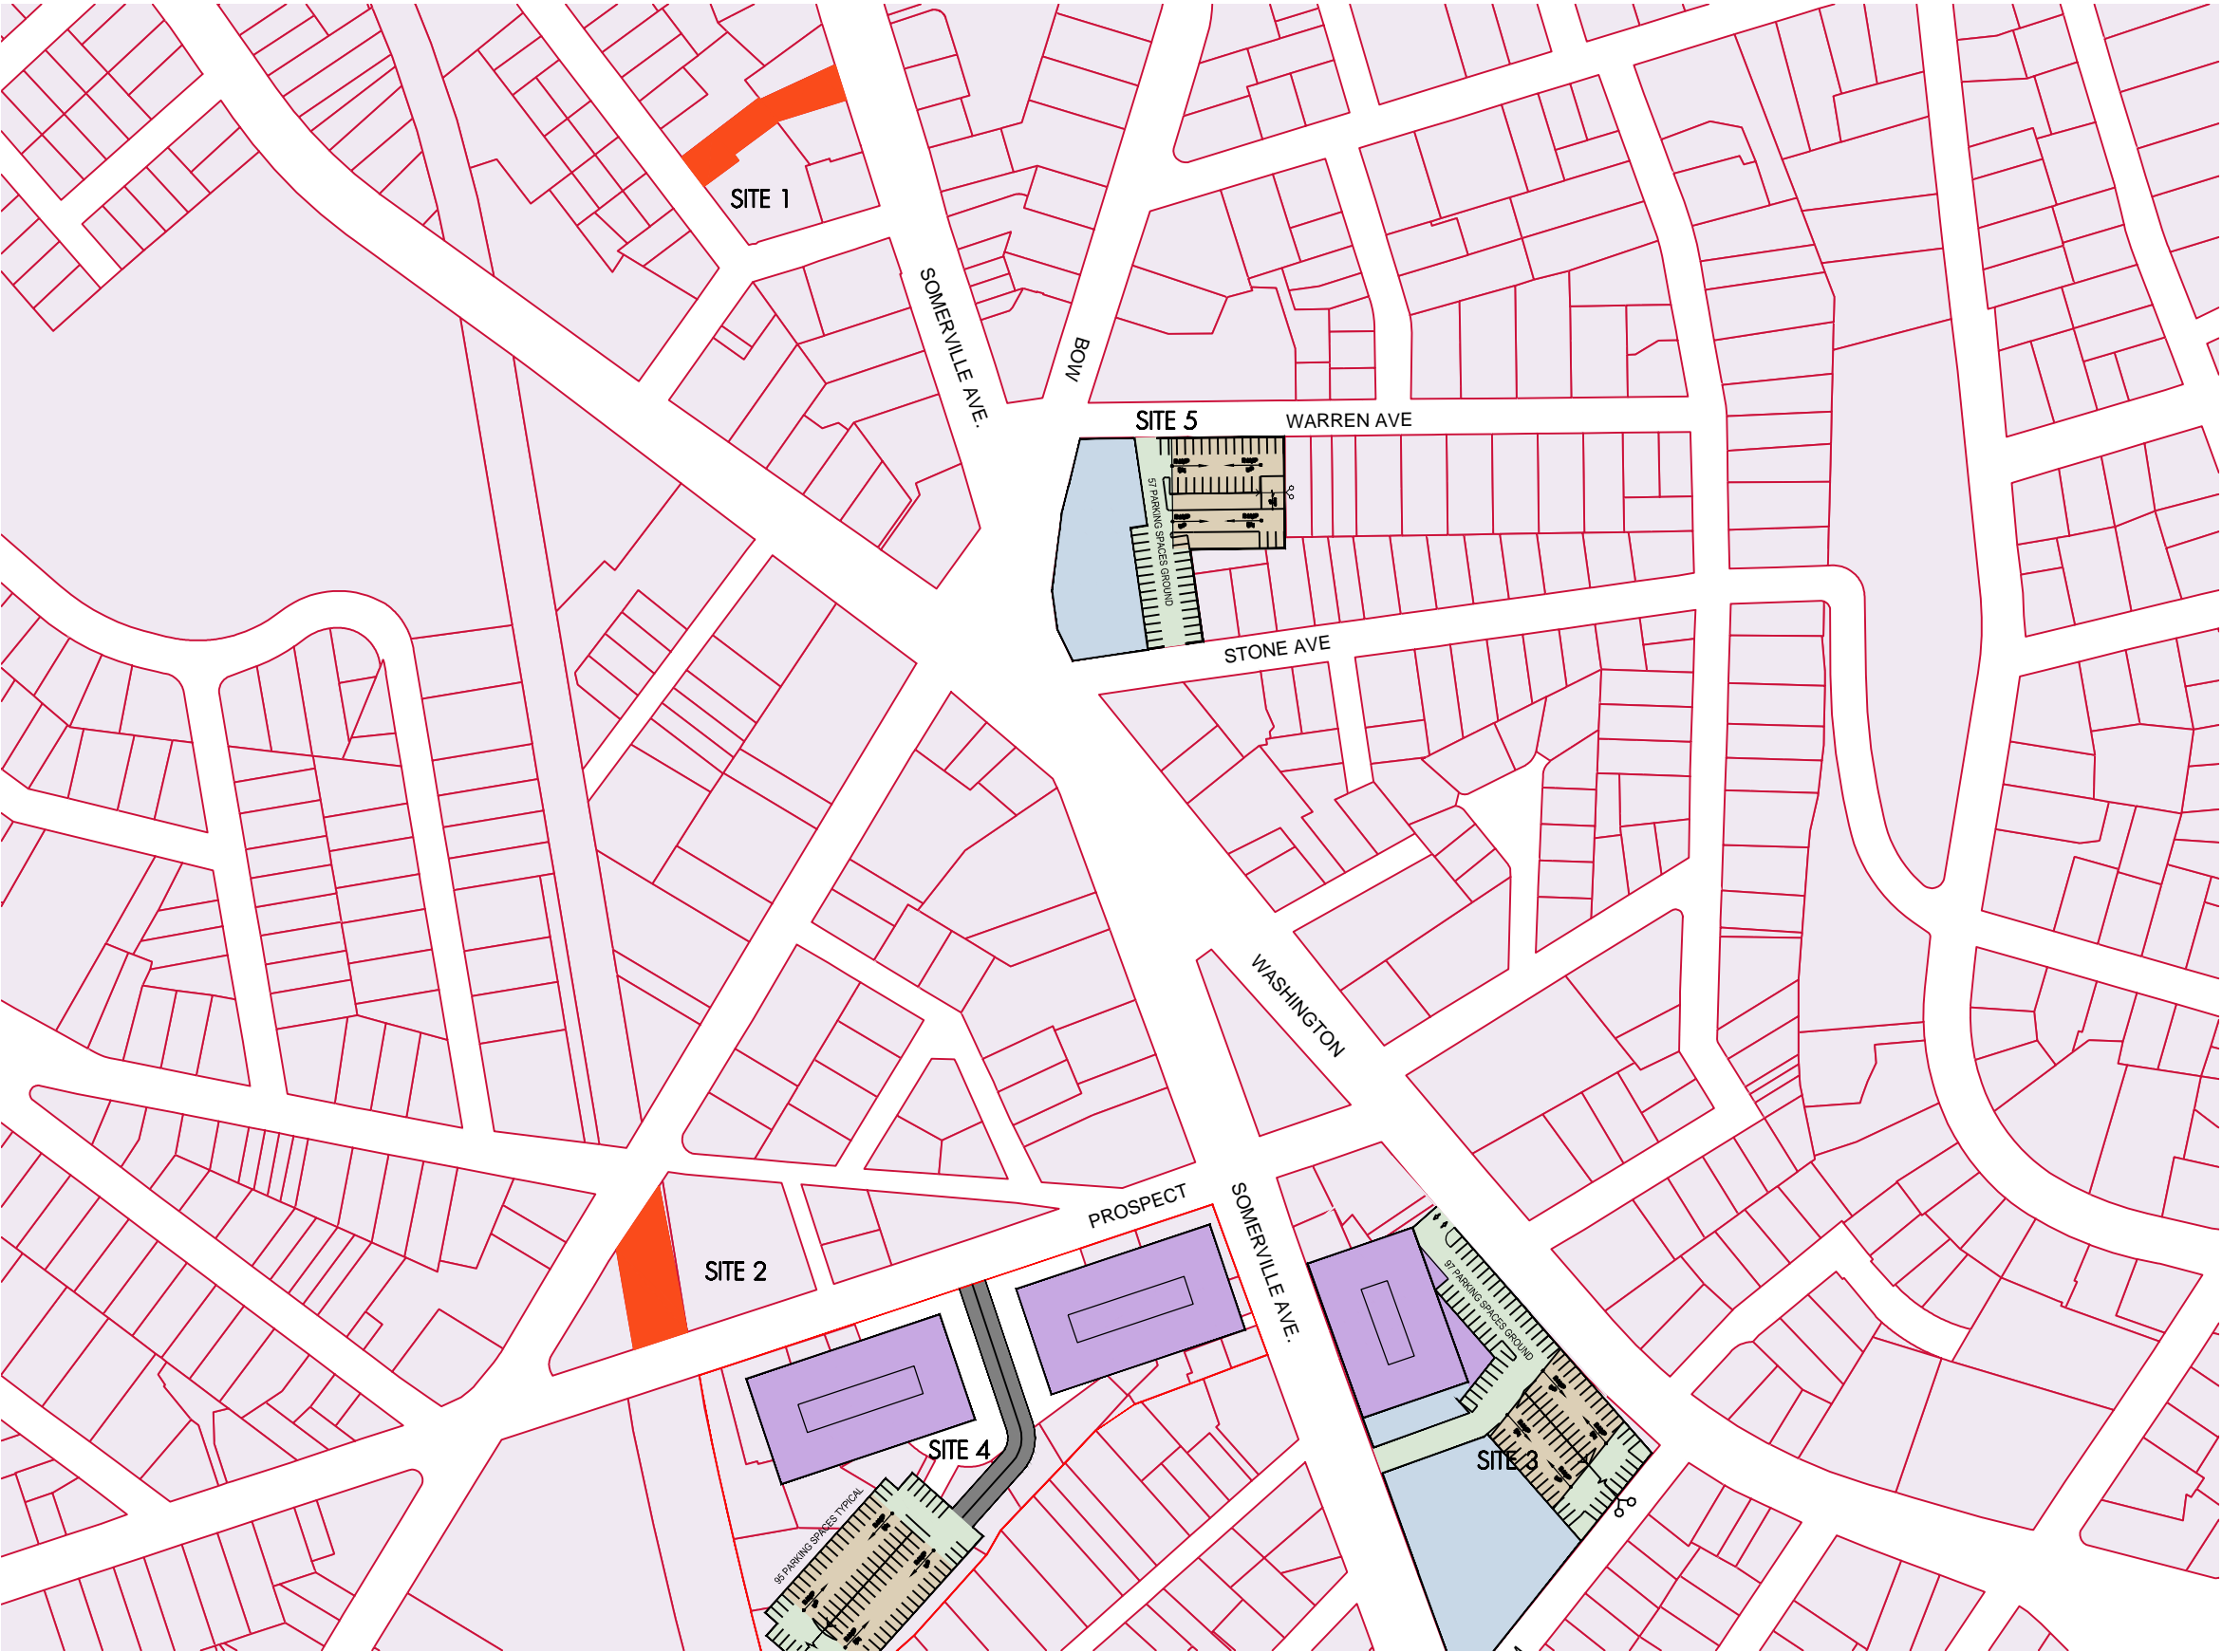 SITE 1
SOMERVILLE AVE.
BOW
SITE 5
WARREN AVE
57 PARKING SPACES GROUND
STONE AVE
WASHINGTON
PROSPECT
SOMERVILLE AVE.
SITE 2
97 PARKING SPACES GROUND
SITE 4
SITE 3
95 PARKING SPACES TYPICAL